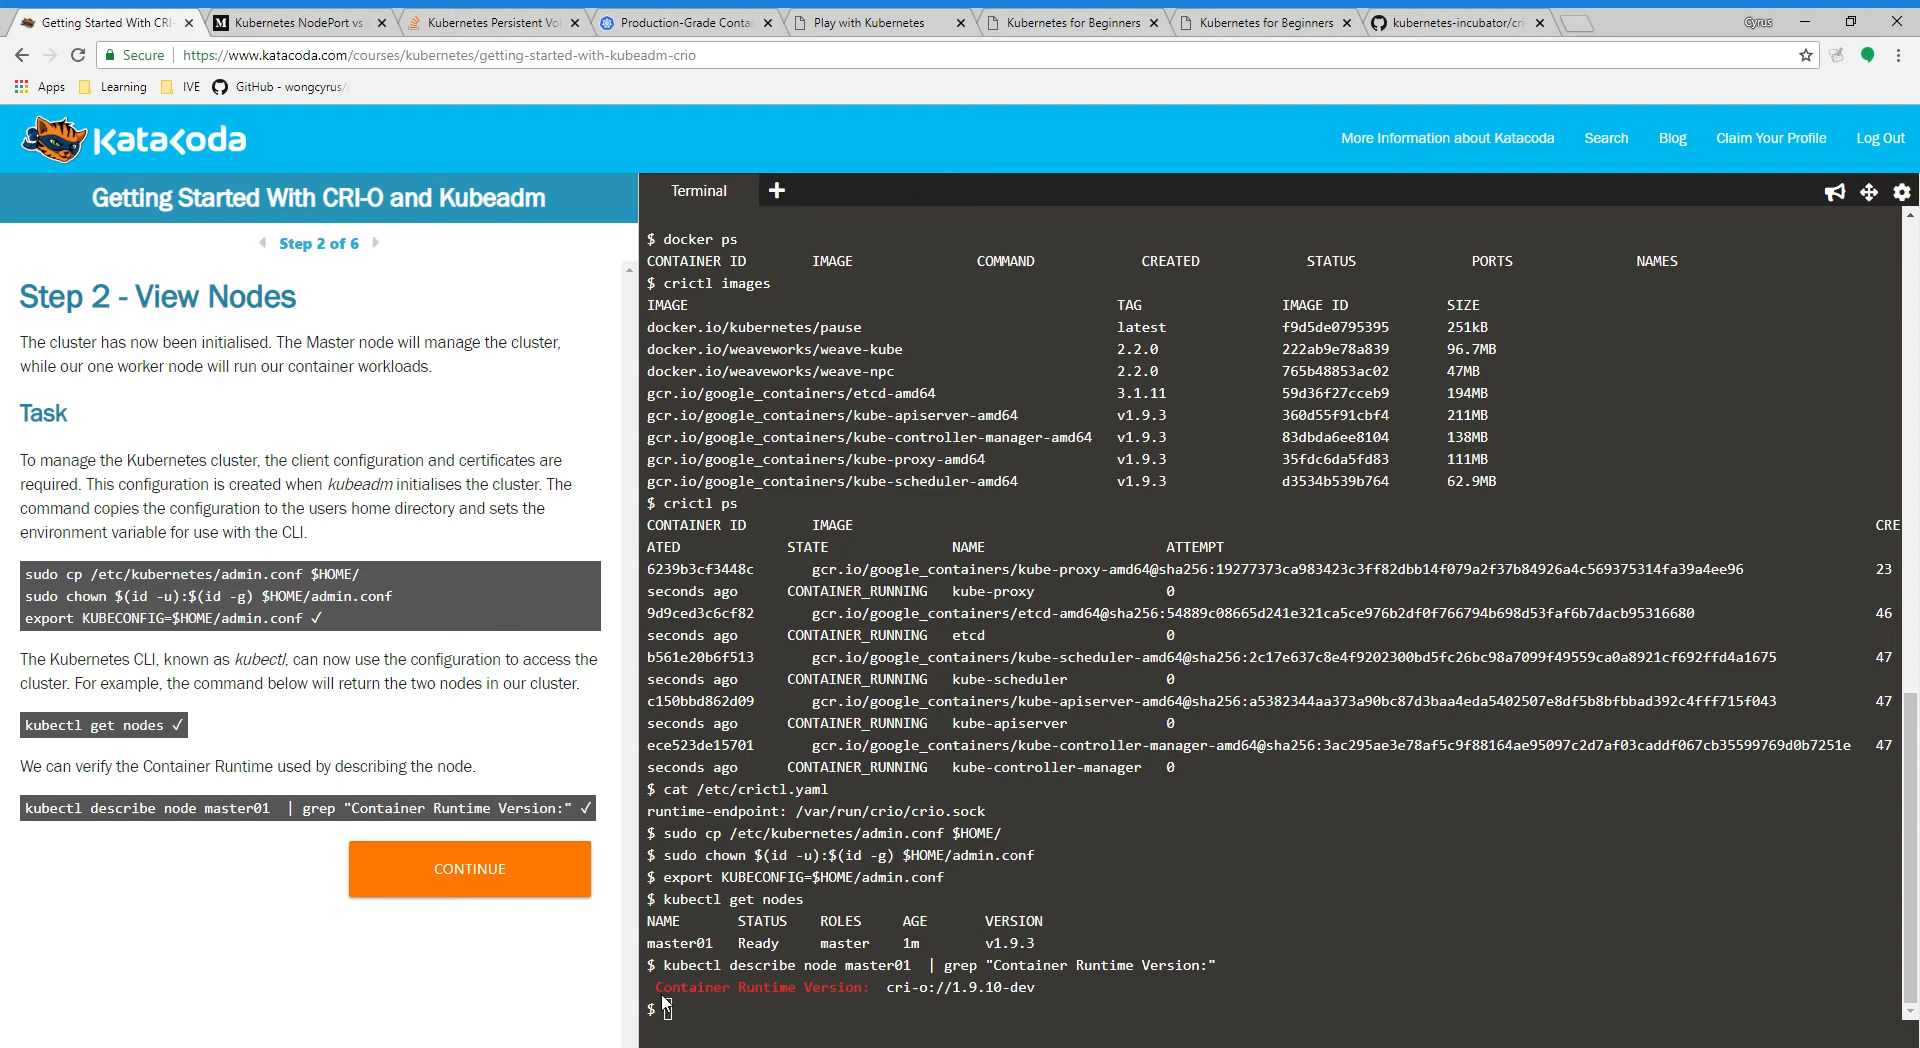 Getting Started With CRI-
Kubernetes NodePort vs
Kubernetes Persistent Vo
Production-Grade Contai
Play with Kubernetes
Kubernetes for Beginners
Kubernetes for Beginners
kubernetes-incubator/cri
Cyrus
Secure
https://www.katacoda.com/courses/kubernetes/getting-started-with-kubeadm-crio
Apps
Learning
IVE
GitHub - wongcyrus/
KataKoda
More Information about Katacoda
Search
Blog
Claim Your Profile
Log Out
Getting Started With CRI-O and Kubeadm
Step 2 of 6
Step 2 - View Nodes
The cluster has now been initialised. The Master node will manage the cluster,
while our one worker node will run our container workloads.
Task
To manage the Kubernetes cluster, the client configuration and certificates are
required. This configuration is created when kubeadm initialises the cluster. The
command copies the configuration to the users home directory and sets the
environment variable for use with the CLI.
sudo cp /etc/kubernetes/admin.conf $HOME/
sudo chown $(id -u):$(id -g) $HOME/admin.conf
export KUBECONFIG=$HOME/admin.conf ✓
The Kubernetes CLI, known as kubectl, can now use the configuration to access the
cluster. For example, the command below will return the two nodes in our cluster.
kubectl get nodes ✓
We can verify the Container Runtime used by describing the node.
kubectl describe node master01 | grep "Container Runtime Version:" ✓
CONTINUE
Terminal
$ docker ps
CONTAINER ID IMAGE COMMAND CREATED STATUS PORTS NAMES
$ crictl images
IMAGE TAG IMAGE ID SIZE
docker.io/kubernetes/pause latest f9d5de0795395 251kB
docker.io/weaveworks/weave-kube 2.2.0 222ab9e78a839 96.7MB
docker.io/weaveworks/weave-npc 2.2.0 765b48853ac02 47MB
gcr.io/google_containers/etcd-amd64 3.1.11 59d36f27cceb9 194MB
gcr.io/google_containers/kube-apiserver-amd64 v1.9.3 360d55f91cbf4 211MB
gcr.io/google_containers/kube-controller-manager-amd64 v1.9.3 83dbda6ee8104 138MB
gcr.io/google_containers/kube-proxy-amd64 v1.9.3 35fdc6da5fd83 111MB
gcr.io/google_containers/kube-scheduler-amd64 v1.9.3 d3534b539b764 62.9MB
$ crictl ps
CONTAINER ID IMAGE CRE
ATED STATE NAME ATTEMPT
6239b3cf3448c gcr.io/google_containers/kube-proxy-amd64@sha256:19277373ca983423c3ff82dbb14f079a2f37b84926a4c569375314fa39a4ee96 23
seconds ago CONTAINER_RUNNING kube-proxy 0
9d9ced3c6cf82 gcr.io/google_containers/etcd-amd64@sha256:54889c08665d241e321ca5ce976b2df0f766794b698d53faf6b7dacb95316680 46
seconds ago CONTAINER_RUNNING etcd 0
b561e20b6f513 gcr.io/google_containers/kube-scheduler-amd64@sha256:2c17e637c8e4f9202300bd5fc26bc98a7099f49559ca0a8921cf692ffd4a1675 47
seconds ago CONTAINER_RUNNING kube-scheduler 0
c150bbd862d09 gcr.io/google_containers/kube-apiserver-amd64@sha256:a5382344aa373a90bc87d3baa4eda5402507e8df5b8bfbbad392c4fff715f043 47
seconds ago CONTAINER_RUNNING kube-apiserver 0
ece523de15701 gcr.io/google_containers/kube-controller-manager-amd64@sha256:3ac295ae3e78af5c9f88164ae95097c2d7af03caddf067cb35599769d0b7251e 47
seconds ago CONTAINER_RUNNING kube-controller-manager 0
$ cat /etc/crictl.yaml
runtime-endpoint: /var/run/crio/crio.sock
$ sudo cp /etc/kubernetes/admin.conf $HOME/
$ sudo chown $(id -u):$(id -g) $HOME/admin.conf
$ export KUBECONFIG=$HOME/admin.conf
$ kubectl get nodes
NAME STATUS ROLES AGE VERSION
master01 Ready master 1m v1.9.3
$ kubectl describe node master01 | grep "Container Runtime Version:"
Container Runtime Version: cri-o://1.9.10-dev
$